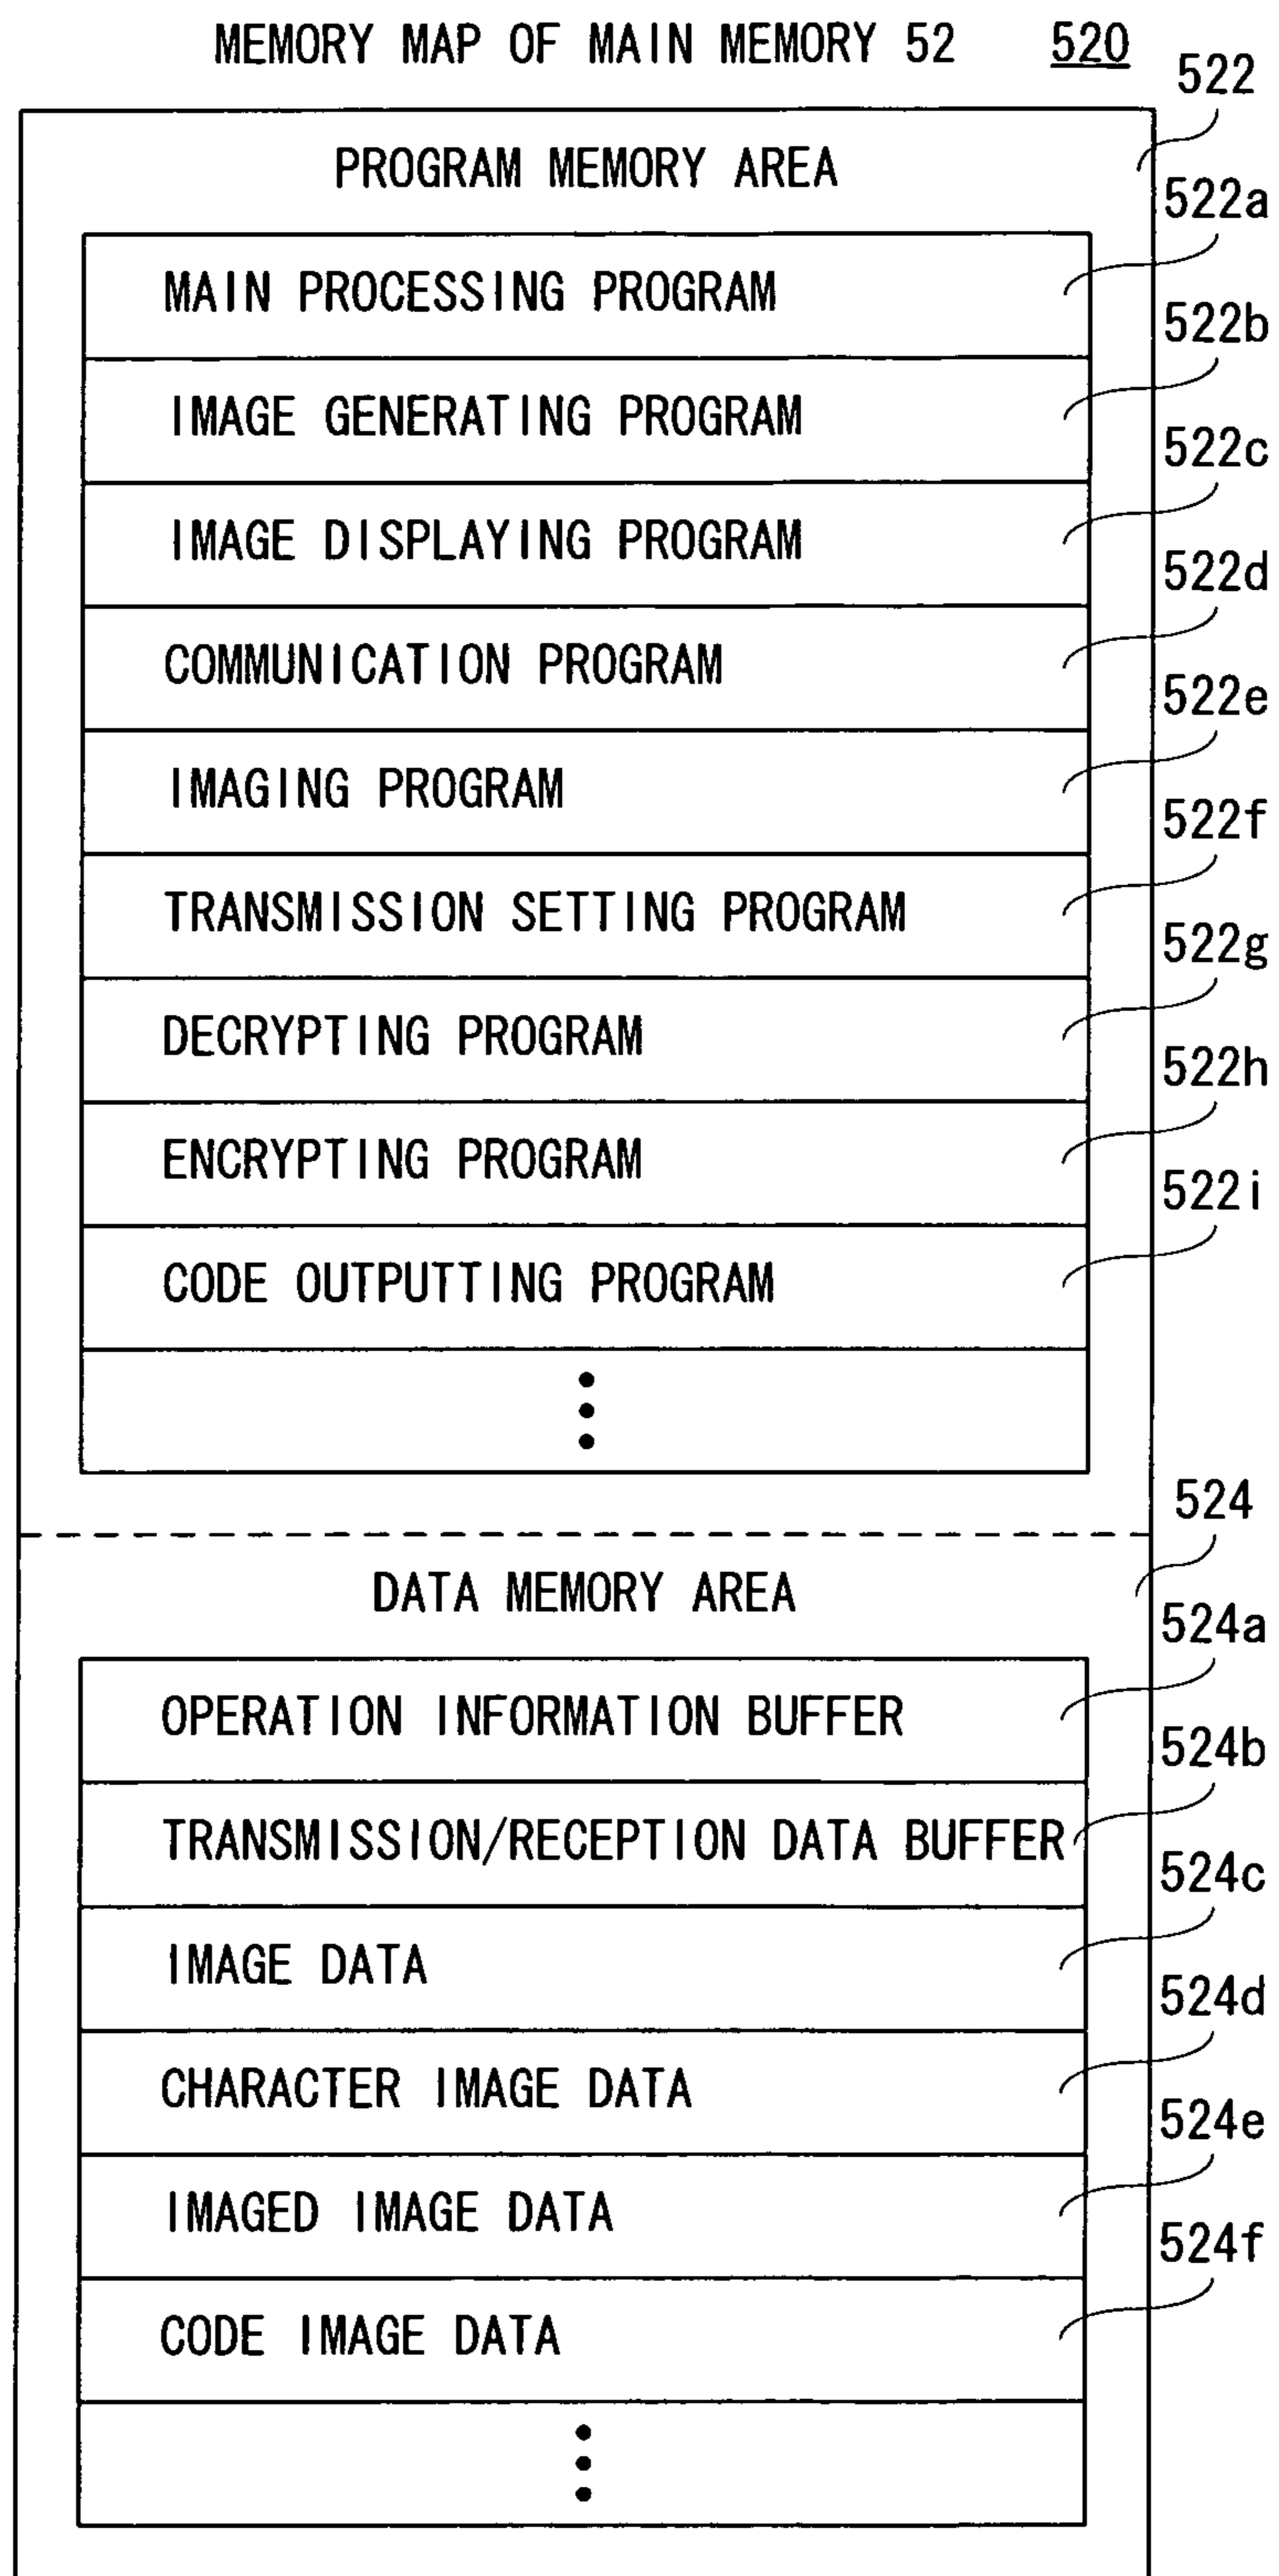 MEMORY MAP OF MAIN MEMORY 52 520
522
PROGRAM MEMORY AREA
522a
MAIN PROCESSING PROGRAM
522b
IMAGE GENERATING PROGRAM
522c
IMAGE DISPLAYING PROGRAM
522d
COMMUNICATION PROGRAM
522e
IMAGING PROGRAM
522f
TRANSMISSION SETTING PROGRAM
522g
DECRYPTING PROGRAM
522h
ENCRYPTING PROGRAM
522i
CODE OUTPUTTING PROGRAM
524
DATA MEMORY AREA
524a
OPERATION INFORMATION BUFFER
524b
TRANSMISSION/RECEPTION DATA BUFFER
524c
IMAGE DATA
524d
CHARACTER IMAGE DATA
524e
IMAGED IMAGE DATA
524f
CODE IMAGE DATA